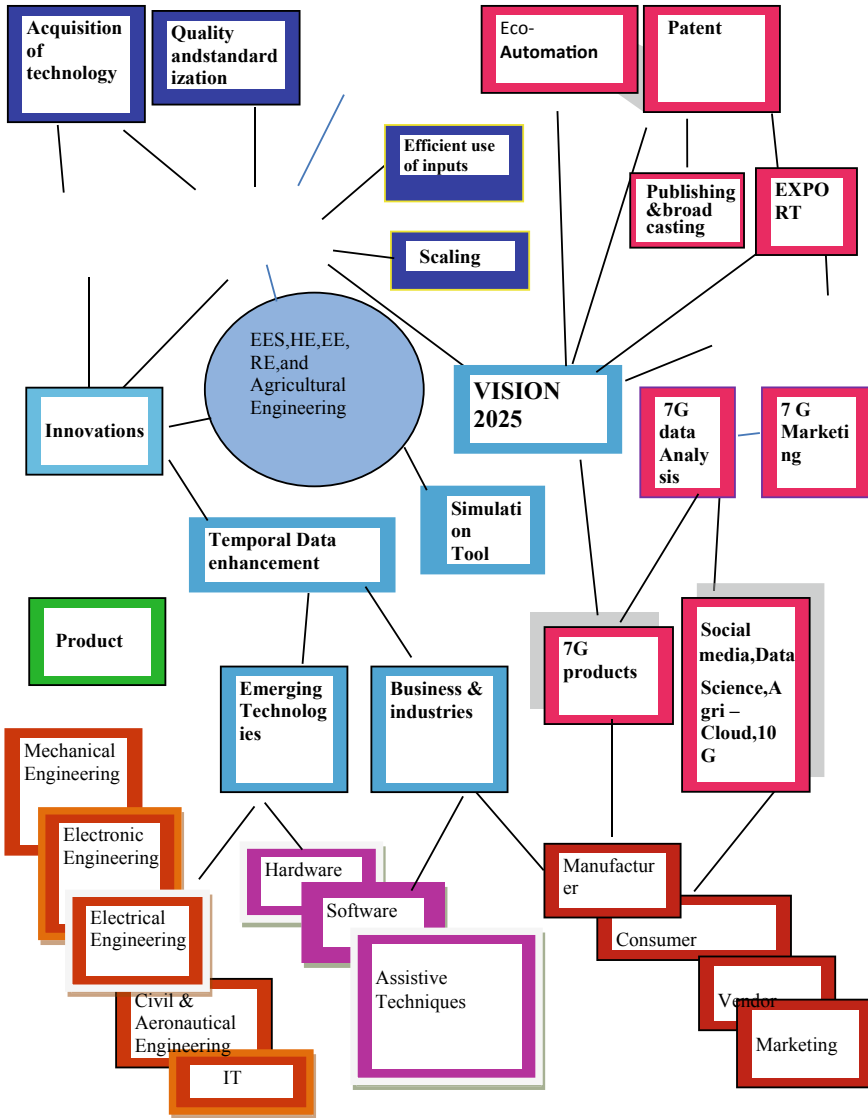 Acquisition
of
technology
Quality
andstandard
ization
Eco-
Automation
Patent
Efficient use
of inputs
Publishing
&broad
casting
EXPO
RT
Scaling
EES,HE,EE,
RE,and
Agricultural
Engineering
VISION
2025
Innovations
7G
data
Analy
sis
7 G
Marketi
ng
Simulati
on
Tool
Temporal Data
enhancement
Product
7G
products
Social
media,Data
Science,A
gri –
Cloud,10
G
Emerging
Technolog
ies
Business &
industries
Mechanical
Engineering
Electronic
Engineering
Electrical
Engineering
Civil &
Aeronautical
Engineering
IT
Hardware
Software
Assistive
Techniques
Manufactur
er
Consumer
Vendor
Marketing